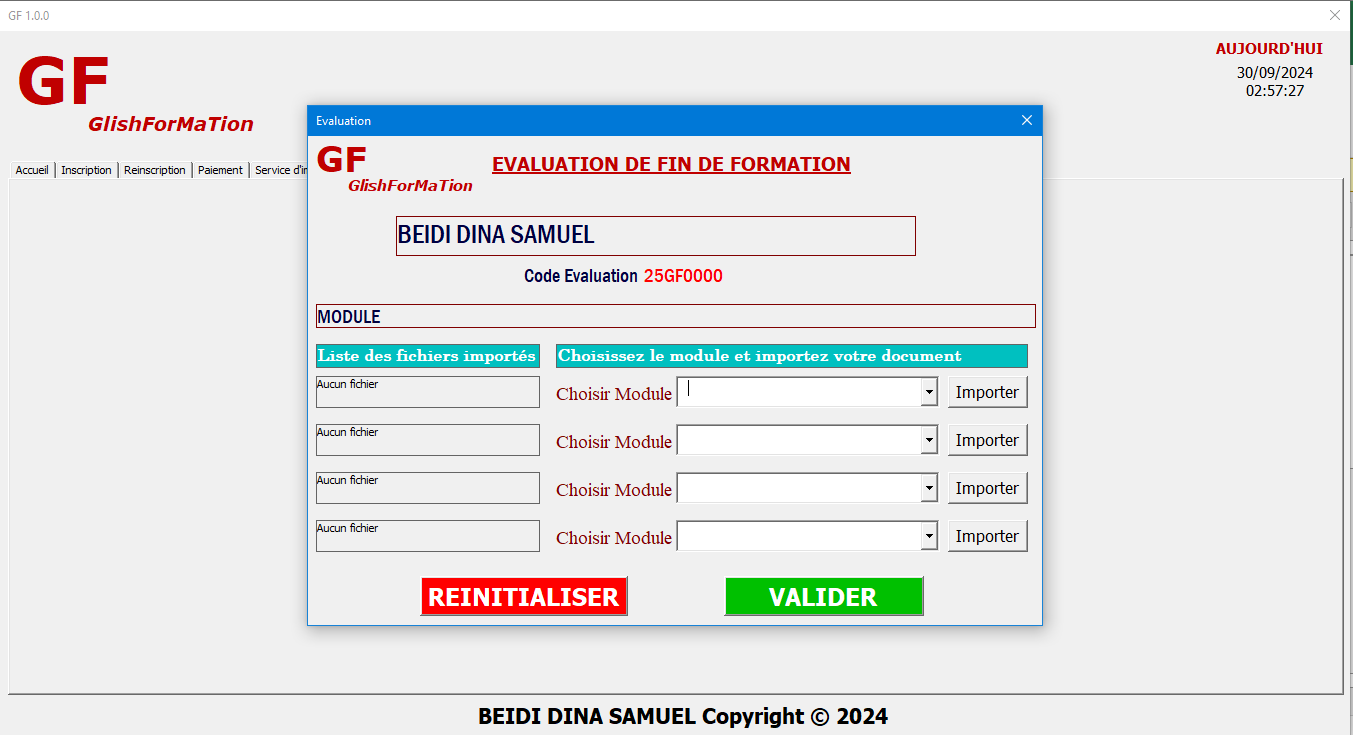 GF 1.0.0
GF
GlishForMaTion
AUJOURD'HUI
30/09/2024
02:57:27
Accueil Inscription Reinscription Paiement Service d'in
Evaluation
GF
GlishForMaTion
EVALUATION DE FIN DE FORMATION
BEIDI DINA SAMUEL
Code Evaluation 25GF0000
MODULE
Liste des fichiers importés Choisissez le module et importez votre document
Aucun fichier Choisir Module Importer
Aucun fichier Choisir Module Importer
Aucun fichier Choisir Module Importer
Aucun fichier Choisir Module Importer
REINITIALISER VALIDER
BEIDI DINA SAMUEL Copyright © 2024